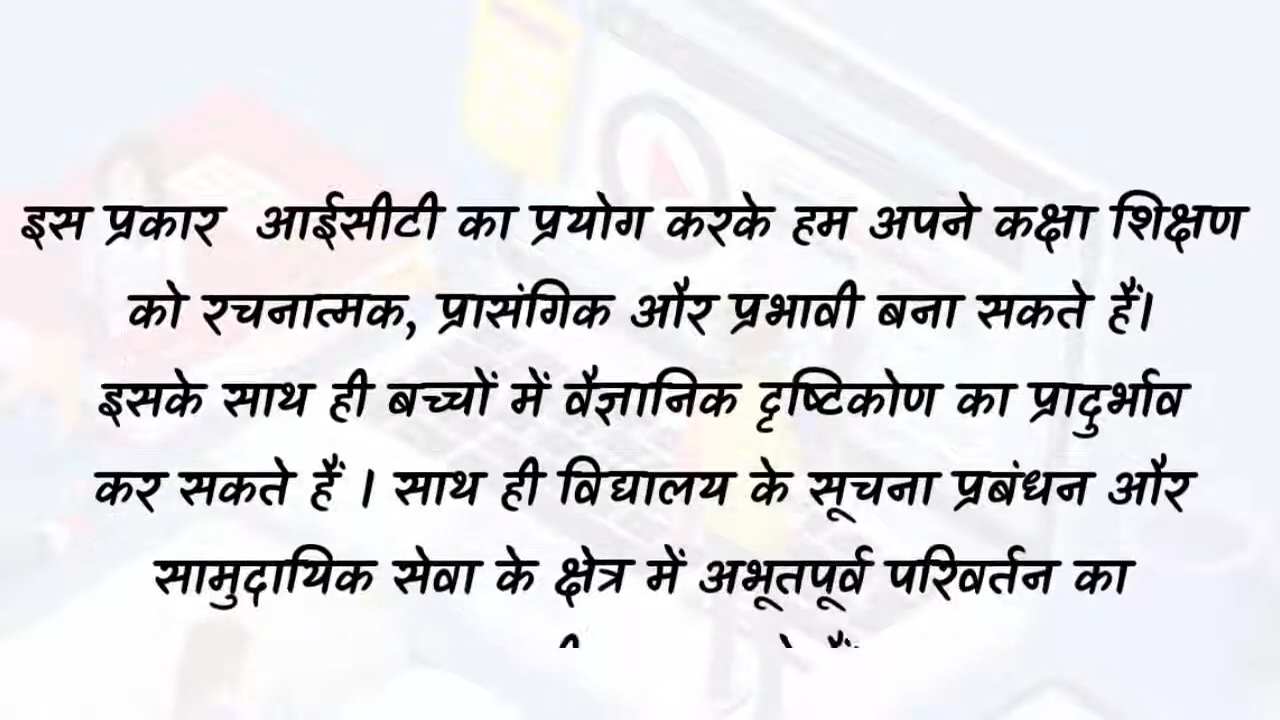 इस प्रकार आईसीटी का प्रयोग करके हम अपने कक्षा शिक्षण
को रचनात्मक, प्रासंगिक और प्रभावी बना सकते हैं।
इसके साथ ही बच्चों में वैज्ञानिक दृष्टिकोण का प्रादुर्भाव
कर सकते हैं । साथ ही विद्यालय के सूचना प्रबंधन और
सामुदायिक सेवा के क्षेत्र में अभूतपूर्व परिवर्तन का